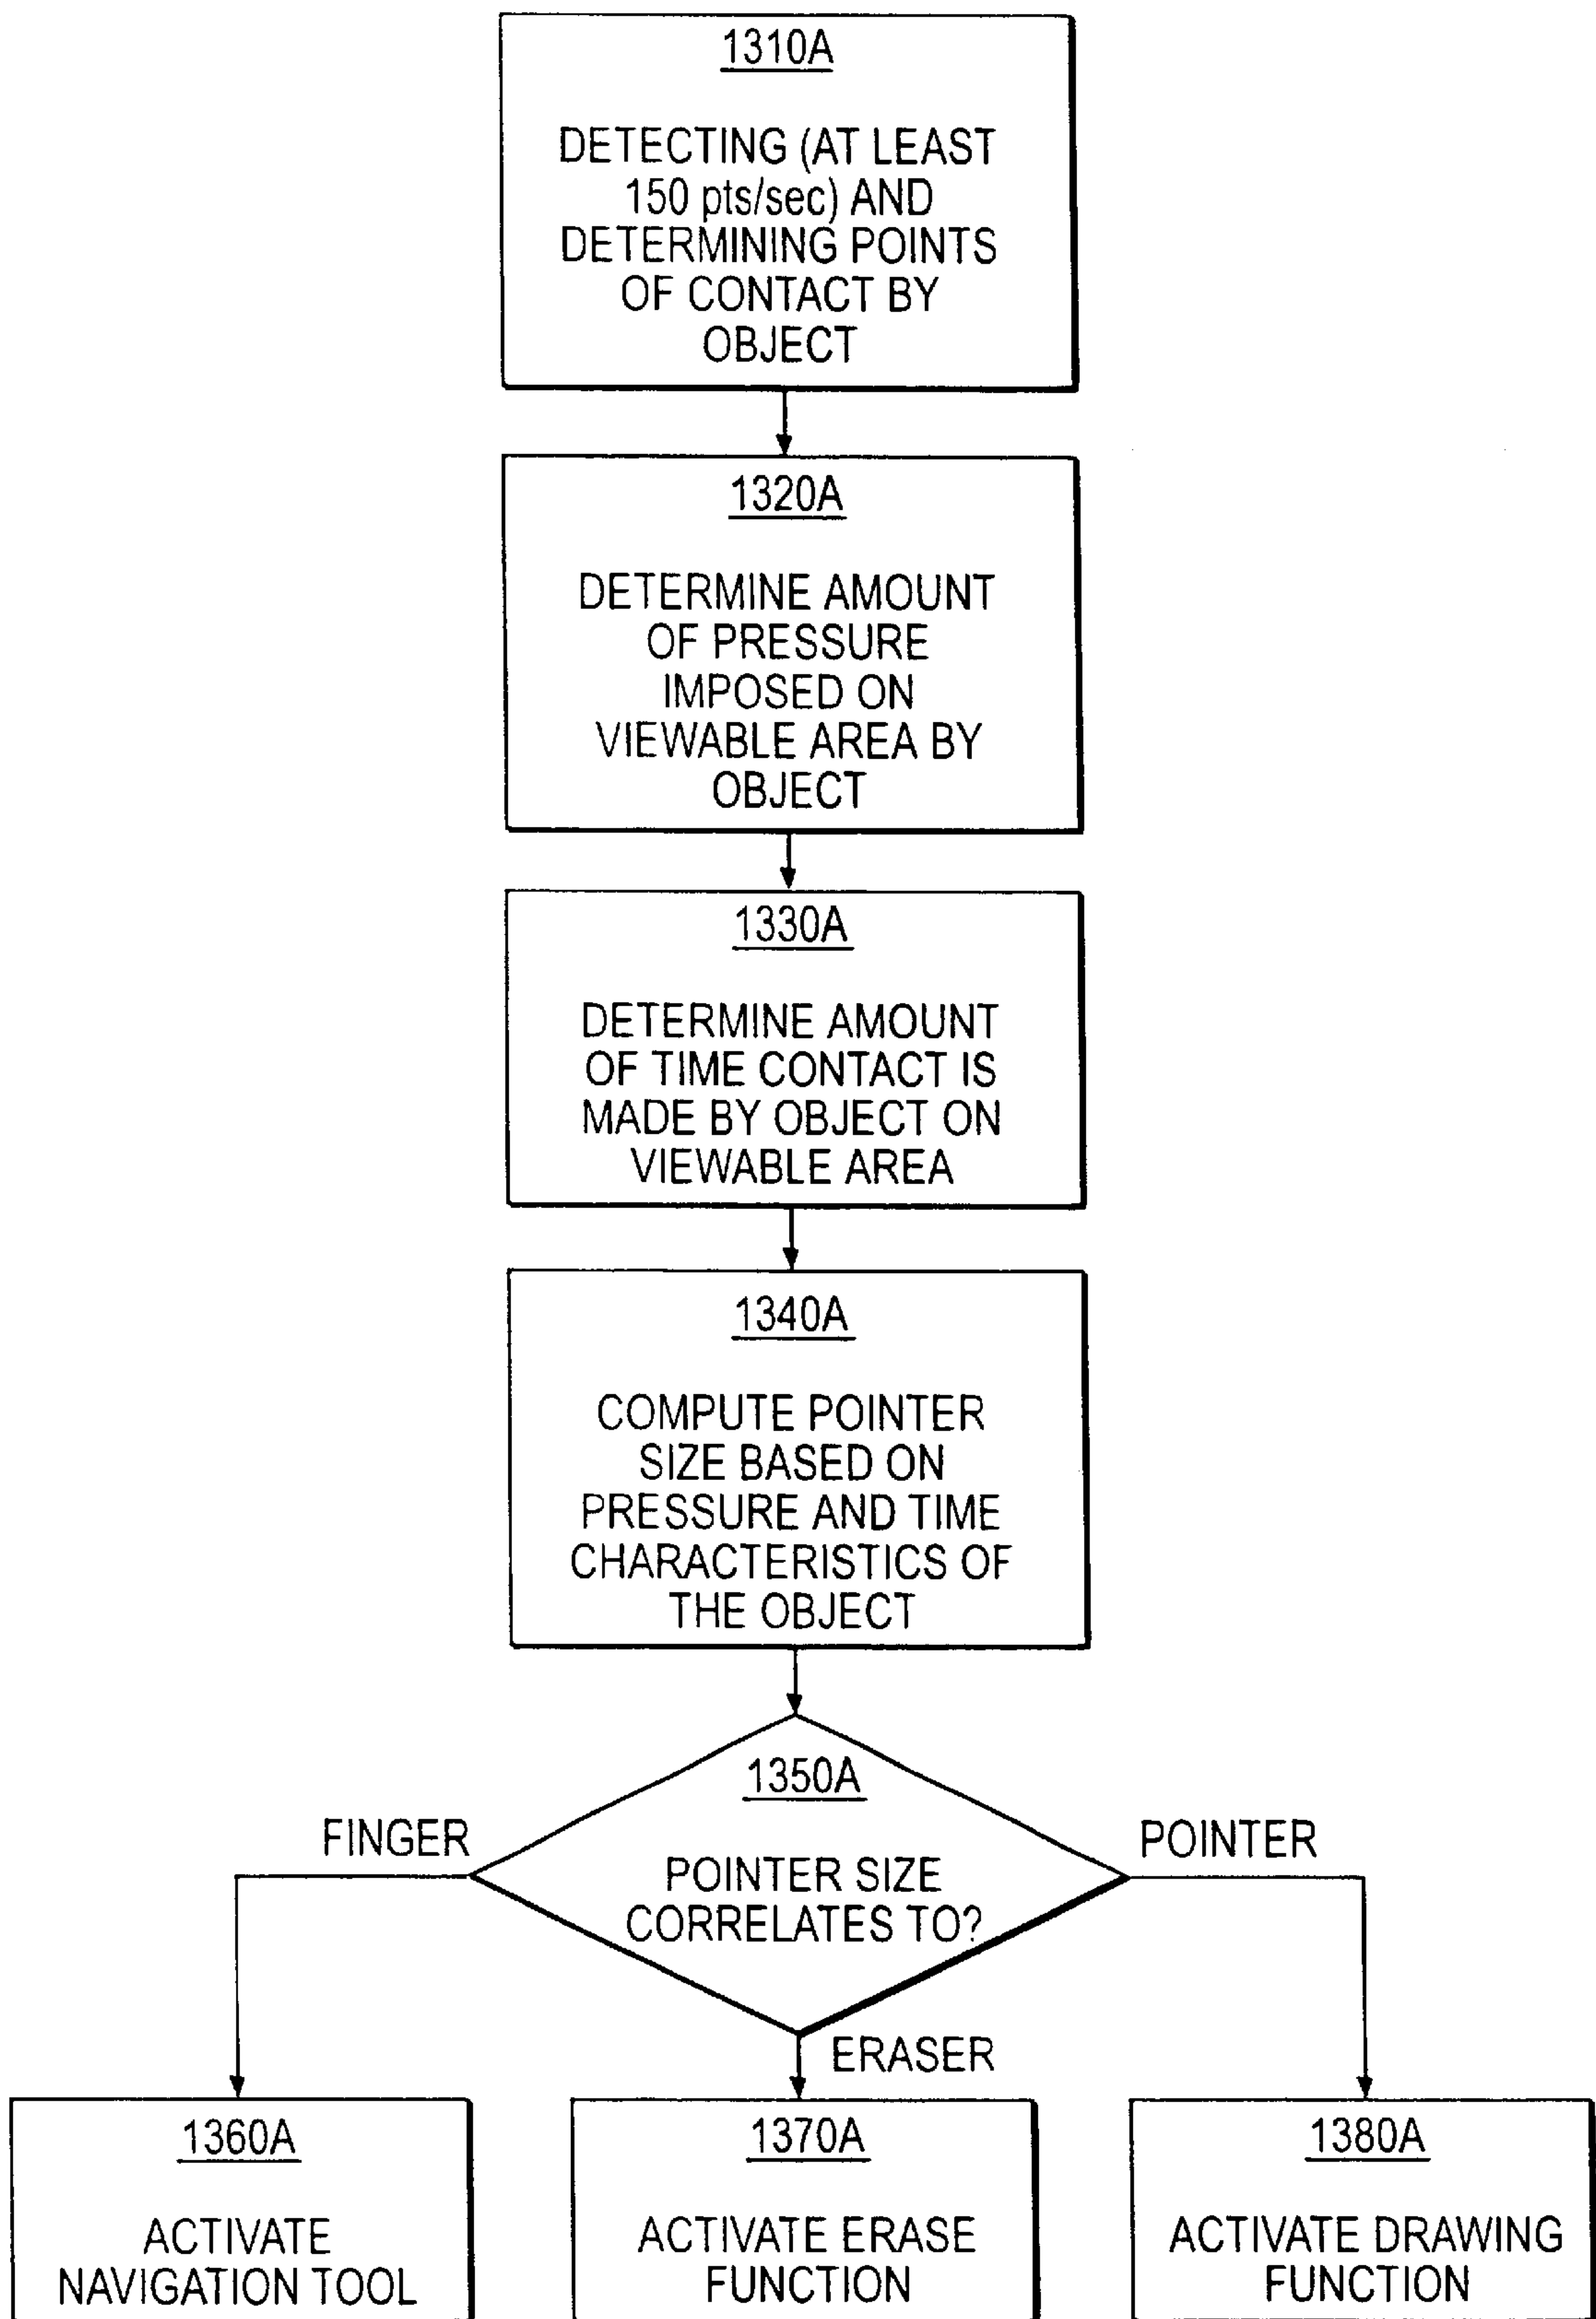 1310A
DETECTING (AT LEAST
150 pts/sec) AND
DETERMINING POINTS
OF CONTACT BY
OBJECT
1320A
DETERMINE AMOUNT
OF PRESSURE
IMPOSED ON
VIEWABLE AREA BY
OBJECT
1330A
DETERMINE AMOUNT
OF TIME CONTACT IS
MADE BY OBJECT ON
VIEWABLE AREA
1340A
COMPUTE POINTER
SIZE BASED ON
PRESSURE AND TIME
CHARACTERISTICS OF
THE OBJECT
1350A
POINTER SIZE
CORRELATES TO?
FINGER
POINTER
ERASER
1360A
ACTIVATE
NAVIGATION TOOL
1370A
ACTIVATE ERASE
FUNCTION
1380A
ACTIVATE DRAWING
FUNCTION